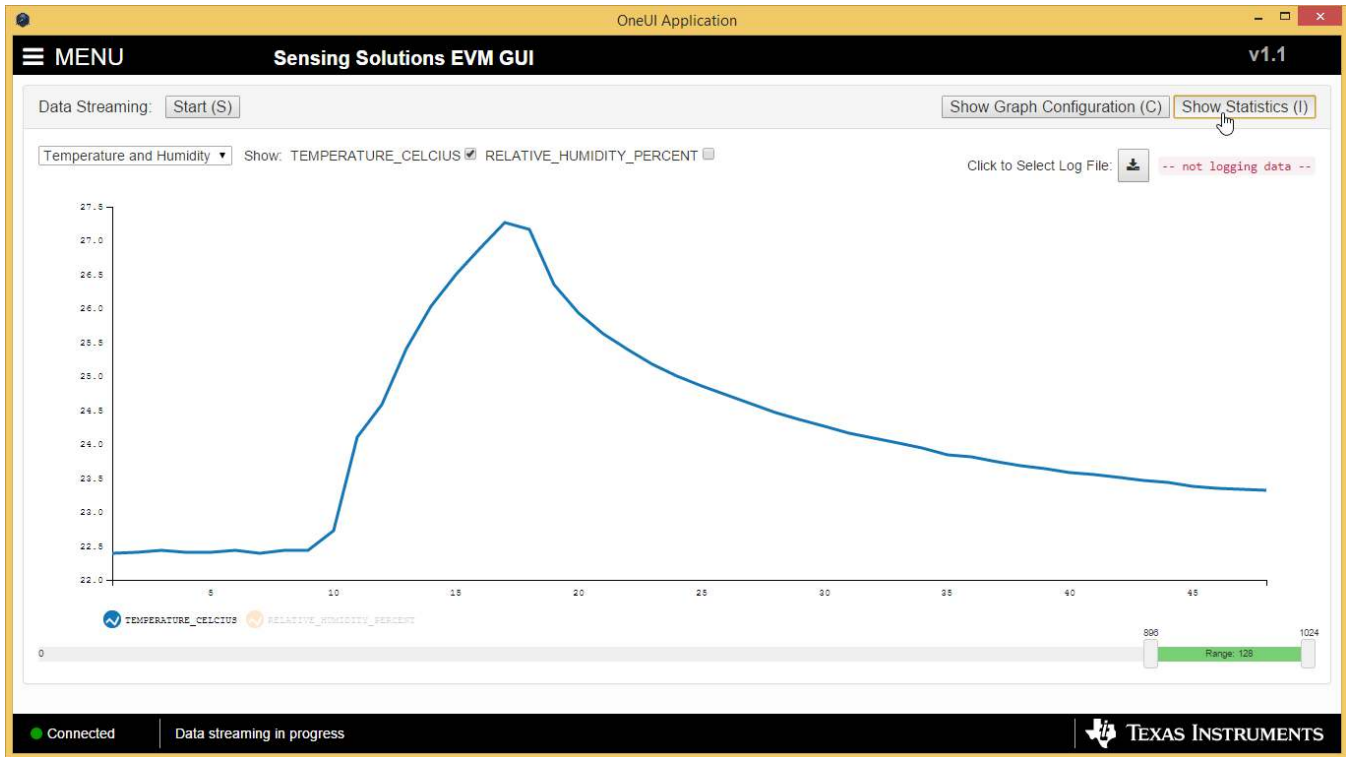 OneUI Application
MENU Sensing Solutions EVM GUI v1.1
Data Streaming: Start (S) Show Graph Configuration (C) Show Statistics (I)
Temperature and Humidity Show: TEMPERATURE_CELCIUS RELATIVE_HUMIDITY_PERCENT
Click to Select Log File: -- not logging data --
27.5
27.0
26.5
26.0
25.5
25.0
24.5
24.0
23.5
23.0
22.5
22.0
5 10 15 20 25 30 35 40 45
TEMPERATURE_CELCIUS RELATIVE_HUMIDITY_PERCENT
896 1024
0 Range: 128
Connected Data streaming in progress TEXAS INSTRUMENTS